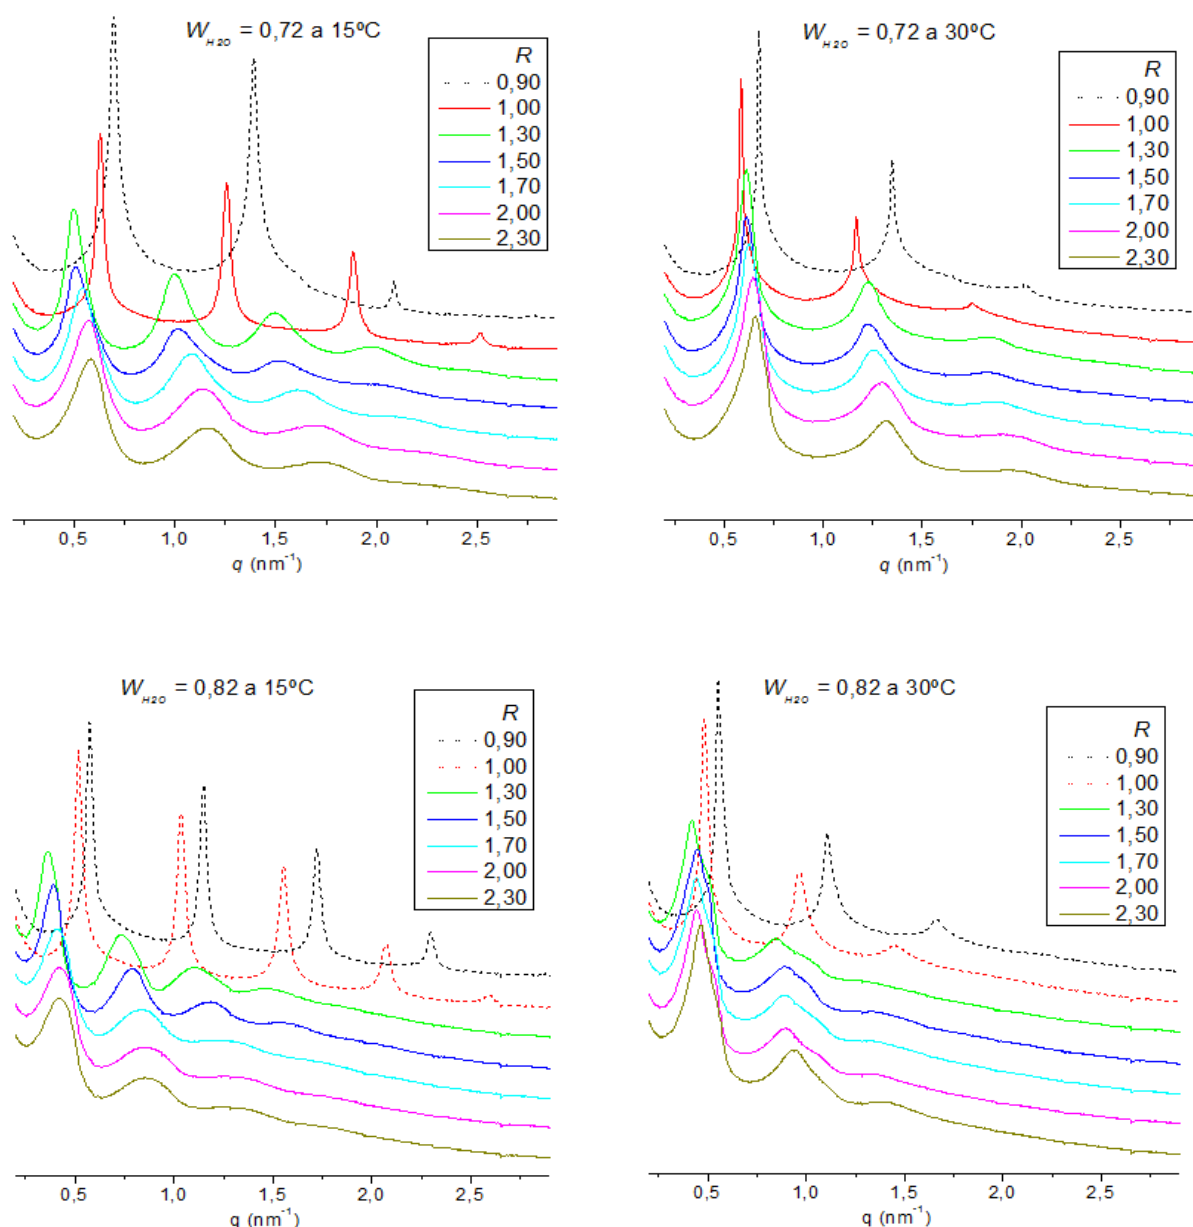 W_H2O = 0,72 a 15ºC
R
0,90
1,00
1,30
1,50
1,70
2,00
2,30
0,5 1,0 1,5 2,0 2,5
q (nm⁻¹)
W_H2O = 0,72 a 30ºC
R
0,90
1,00
1,30
1,50
1,70
2,00
2,30
0,5 1,0 1,5 2,0 2,5
q (nm⁻¹)
W_H2O = 0,82 a 15ºC
R
0,90
1,00
1,30
1,50
1,70
2,00
2,30
0,5 1,0 1,5 2,0 2,5
q (nm⁻¹)
W_H2O = 0,82 a 30ºC
R
0,90
1,00
1,30
1,50
1,70
2,00
2,30
0,5 1,0 1,5 2,0 2,5
q (nm⁻¹)